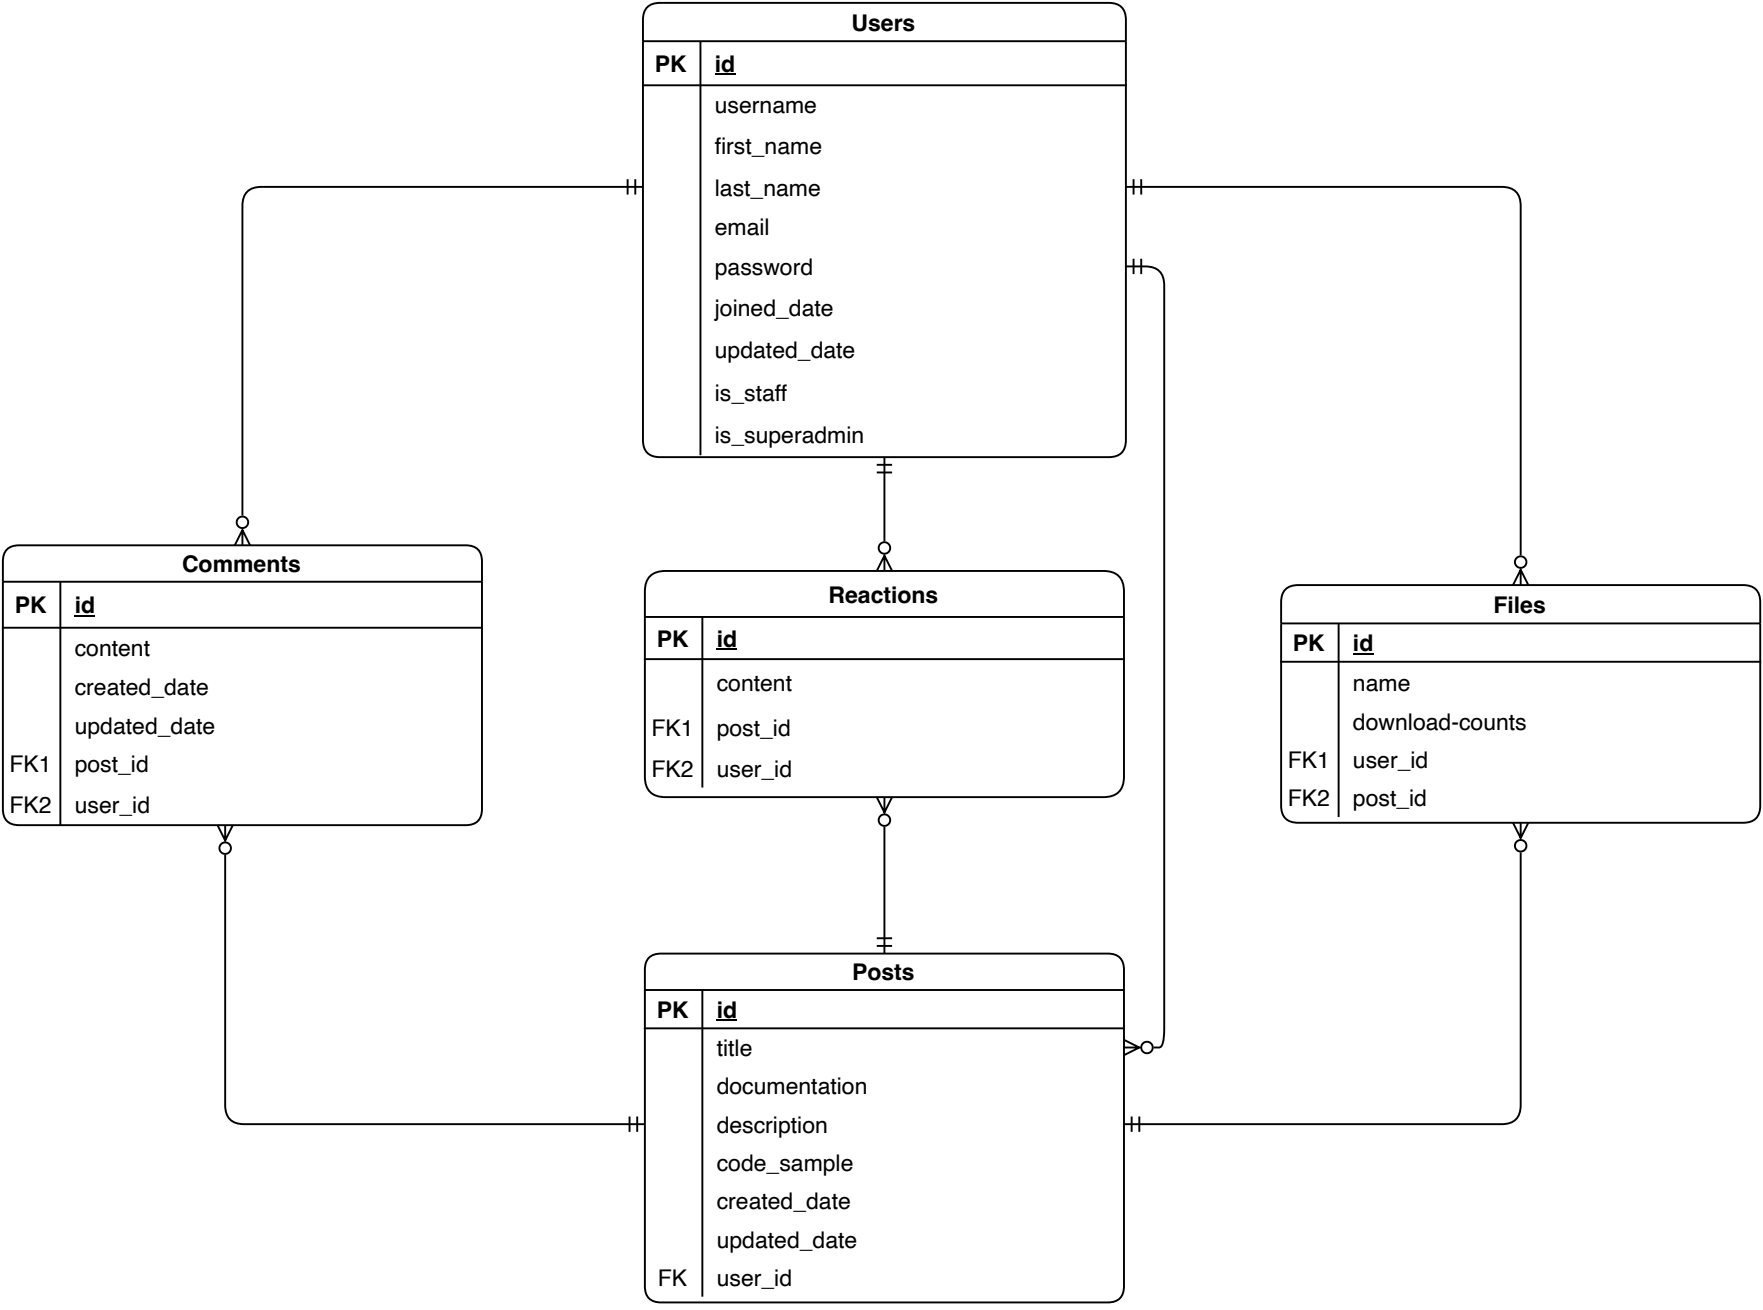 Users
PK id
username
first_name
last_name
email
password
joined_date
updated_date
is_staff
is_superadmin
Comments
PK id
content
created_date
updated_date
FK1 post_id
FK2 user_id
Reactions
PK id
content
FK1 post_id
FK2 user_id
Files
PK id
name
download-counts
FK1 user_id
FK2 post_id
Posts
PK id
title
documentation
description
code_sample
created_date
updated_date
FK user_id